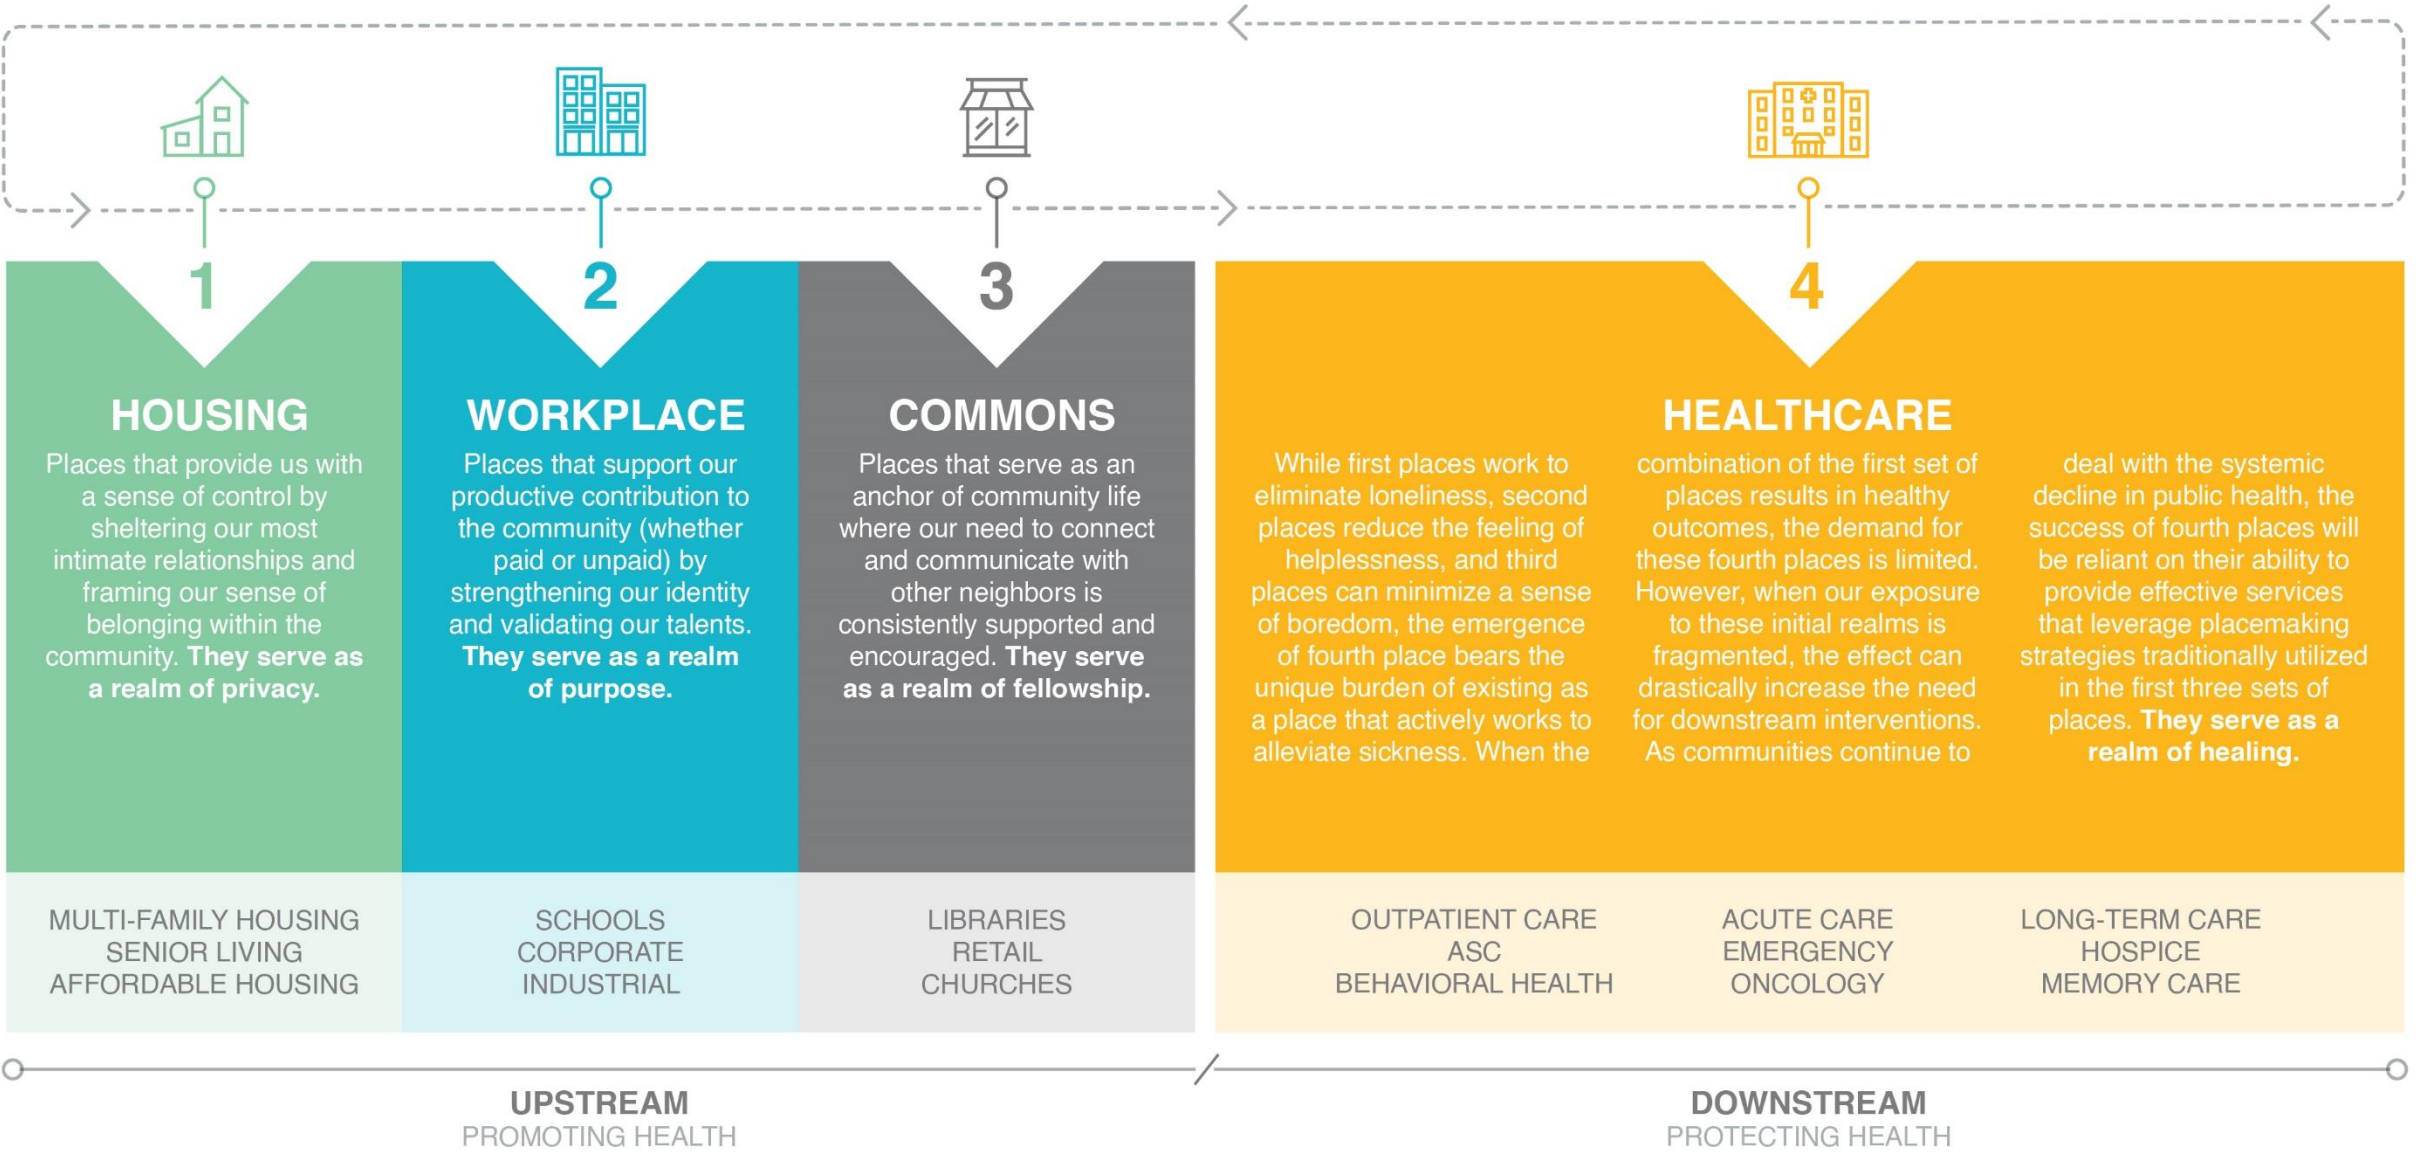 1
HOUSING
Places that provide us with
a sense of control by
sheltering our most
intimate relationships and
framing our sense of
belonging within the
community. They serve as
a realm of privacy.
MULTI-FAMILY HOUSING
SENIOR LIVING
AFFORDABLE HOUSING
2
WORKPLACE
Places that support our
productive contribution to
the community (whether
paid or unpaid) by
strengthening our identity
and validating our talents.
They serve as a realm
of purpose.
SCHOOLS
CORPORATE
INDUSTRIAL
3
COMMONS
Places that serve as an
anchor of community life
where our need to connect
and communicate with
other neighbors is
consistently supported and
encouraged. They serve
as a realm of fellowship.
LIBRARIES
RETAIL
CHURCHES
4
HEALTHCARE
While first places work to
eliminate loneliness, second
places reduce the feeling of
helplessness, and third
places can minimize a sense
of boredom, the emergence
of fourth place bears the
unique burden of existing as
a place that actively works to
alleviate sickness. When the
combination of the first set of
places results in healthy
outcomes, the demand for
these fourth places is limited.
However, when our exposure
to these initial realms is
fragmented, the effect can
drastically increase the need
for downstream interventions.
As communities continue to
deal with the systemic
decline in public health, the
success of fourth places will
be reliant on their ability to
provide effective services
that leverage placemaking
strategies traditionally utilized
in the first three sets of
places. They serve as a
realm of healing.
OUTPATIENT CARE
ASC
BEHAVIORAL HEALTH
ACUTE CARE
EMERGENCY
ONCOLOGY
LONG-TERM CARE
HOSPICE
MEMORY CARE
UPSTREAM
PROMOTING HEALTH
DOWNSTREAM
PROTECTING HEALTH